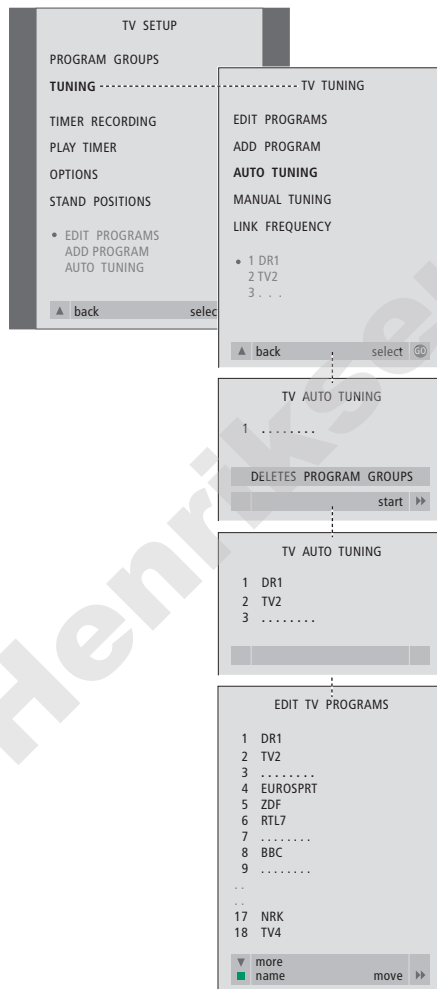 TV SETUP
PROGRAM GROUPS
TUNING
TIMER RECORDING
PLAY TIMER
OPTIONS
STAND POSITIONS
EDIT PROGRAMS
ADD PROGRAM
AUTO TUNING
back selec
TV TUNING
EDIT PROGRAMS
ADD PROGRAM
AUTO TUNING
MANUAL TUNING
LINK FREQUENCY
1 DR1
2 TV2
3 . . .
back select GO
TV AUTO TUNING
1 ........
DELETES PROGRAM GROUPS
start
TV AUTO TUNING
1 DR1
2 TV2
3 ........
EDIT TV PROGRAMS
1 DR1
2 TV2
3 ........
4 EUROSPRT
5 ZDF
6 RTL7
7 ........
8 BBC
9 ........
. .
. .
17 NRK
18 TV4
more
name move
Henrikse